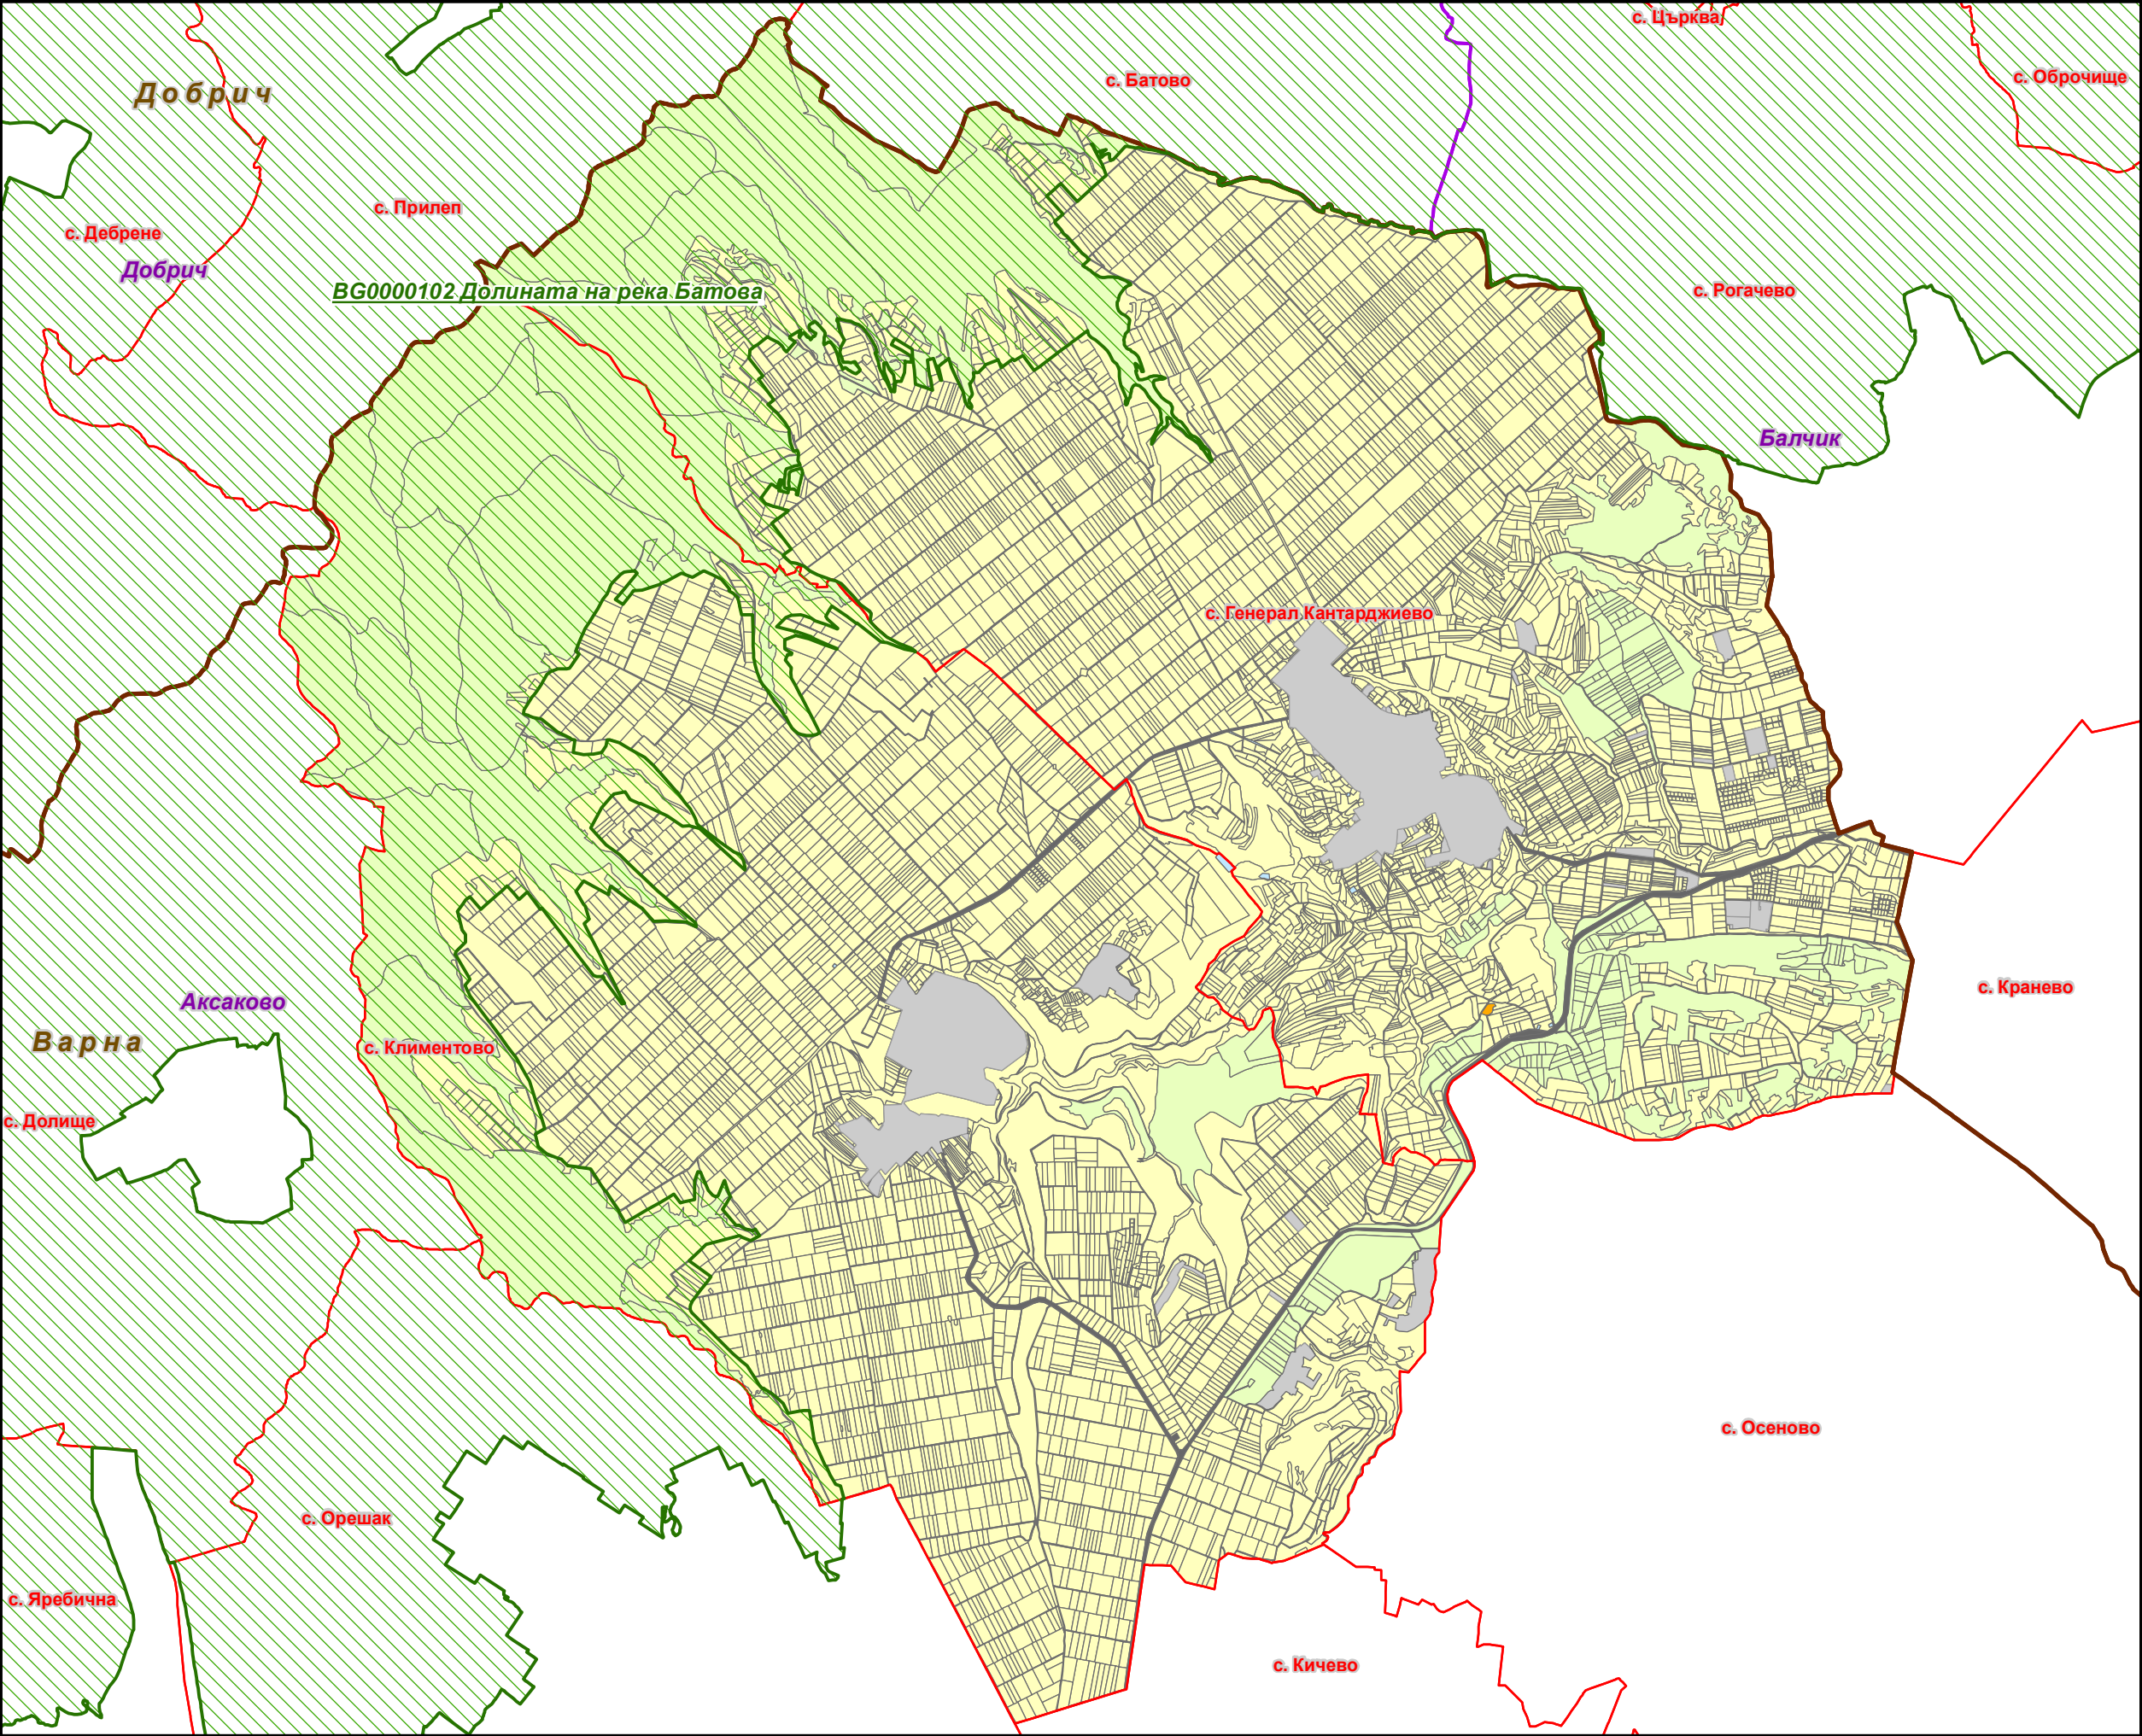 с. Църква
с. Оброчище
с. Батово
Добрич
с. Прилеп
с. Дебрене
Добрич
BG0000102 Долината на река Батова
с. Рогачево
Балчик
с. Генерал Кантарджиево
с. Кранево
Аксаково
Варна
с. Климентово
с. Долище
с. Осеново
с. Орешак
с. Яребична
с. Кичево